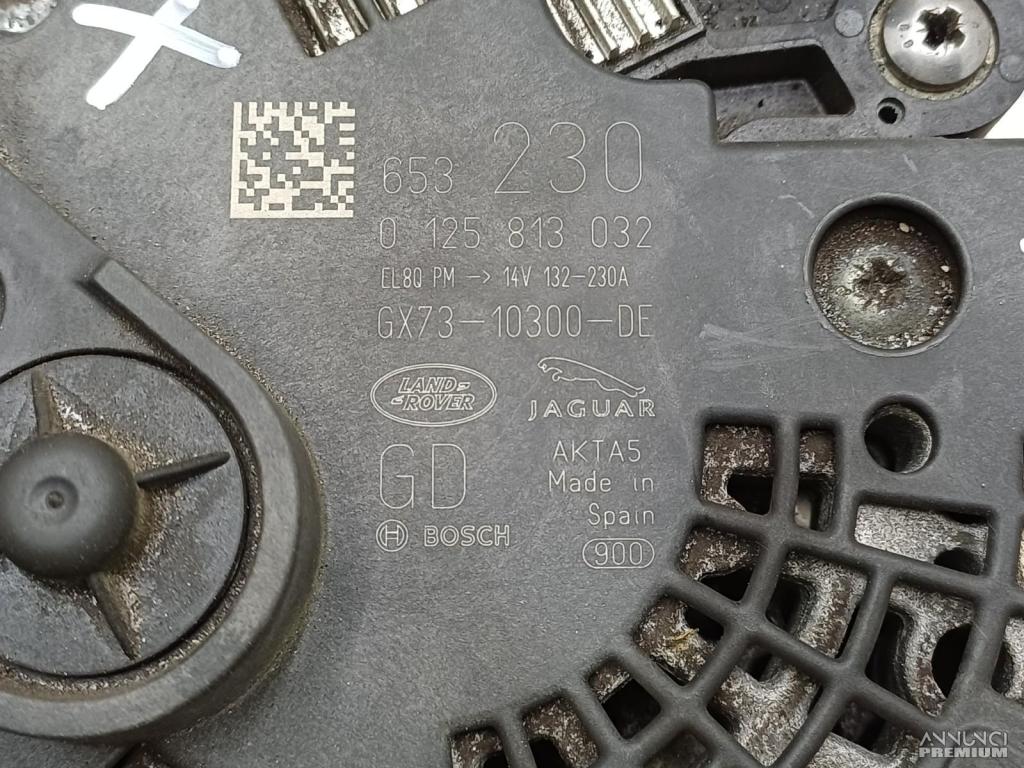 653 230
0 125 813 032
EL8Q PM -> 14V 132-230A
GX73-10300-DE
LAND-
ROVER
JAGUAR
GD
AKTA5
Made in
Spain
BOSCH
900
ANNUNCI
PREMIUM